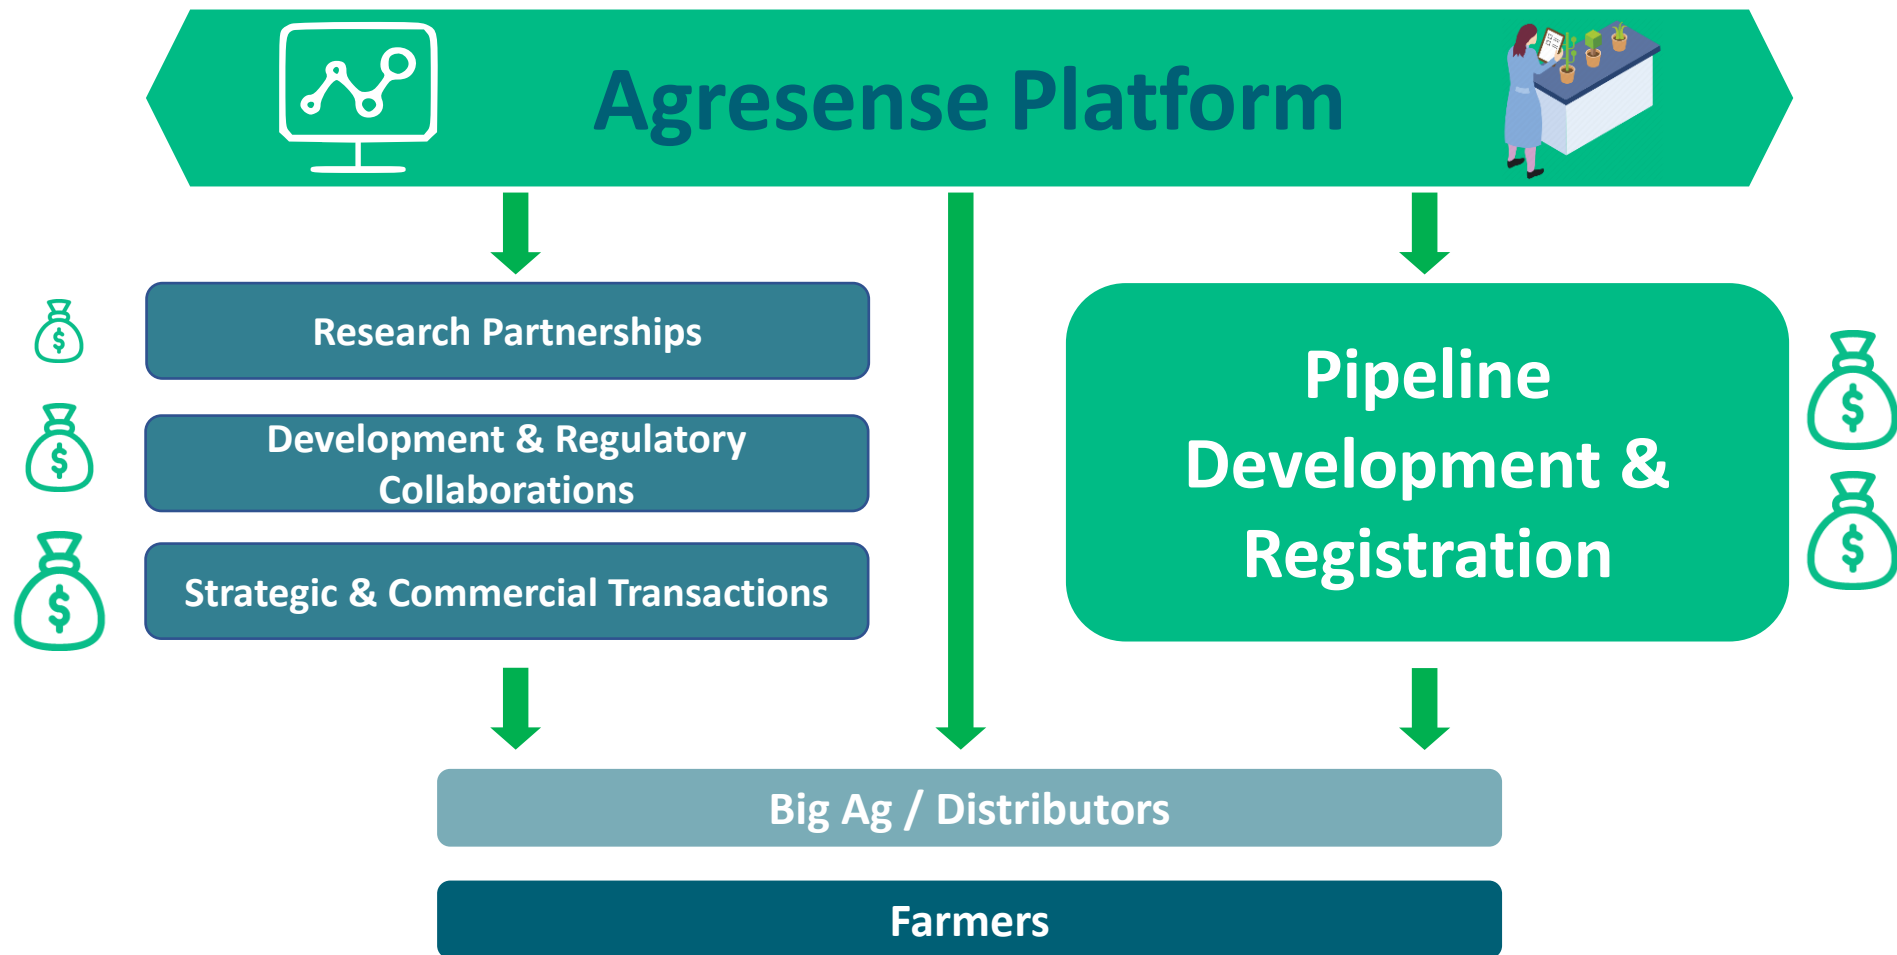 Agresense Platform
Research Partnerships
Development & Regulatory
Collaborations
Strategic & Commercial Transactions
Pipeline
Development &
Registration
$
$
$
$
$
Big Ag / Distributors
Farmers